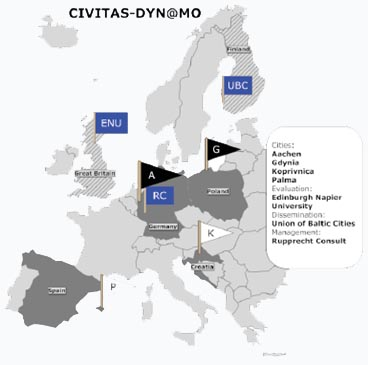 CIVITAS-DYN@MO
Finland
UBC
ENU
G
A
Great Britain
RC
Poland
Germany
K
Croatia
Spain
P
Cities:
Aachen
Gdynia
Koprivnica
Palma
Evaluation:
Edinburgh Napier
University
Dissemination:
Union of Baltic Cities
Management:
Rupprecht Consult